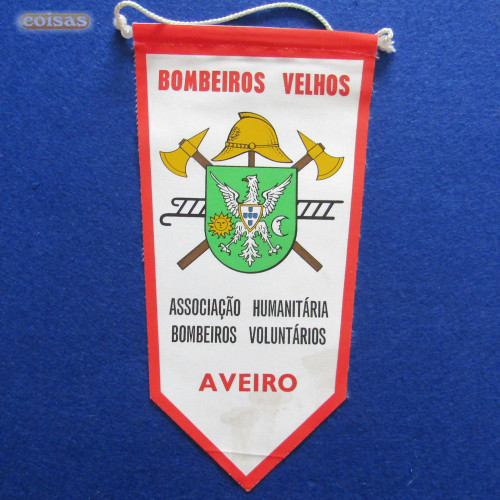 coisas
BOMBEIROS VELHOS
ASSOCIAÇÃO HUMANITÁRIA
BOMBEIROS VOLUNTÁRIOS
AVEIRO